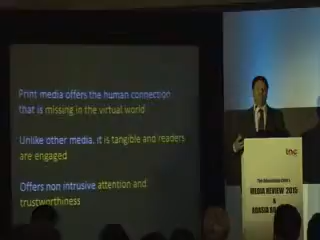 Print media offers the human connection
that is missing in the virtual world
Unlike other media, it is tangible and readers
are engaged
Offers non intrusive attention and
trustworthiness
MEDIA REVIEW 2015
&